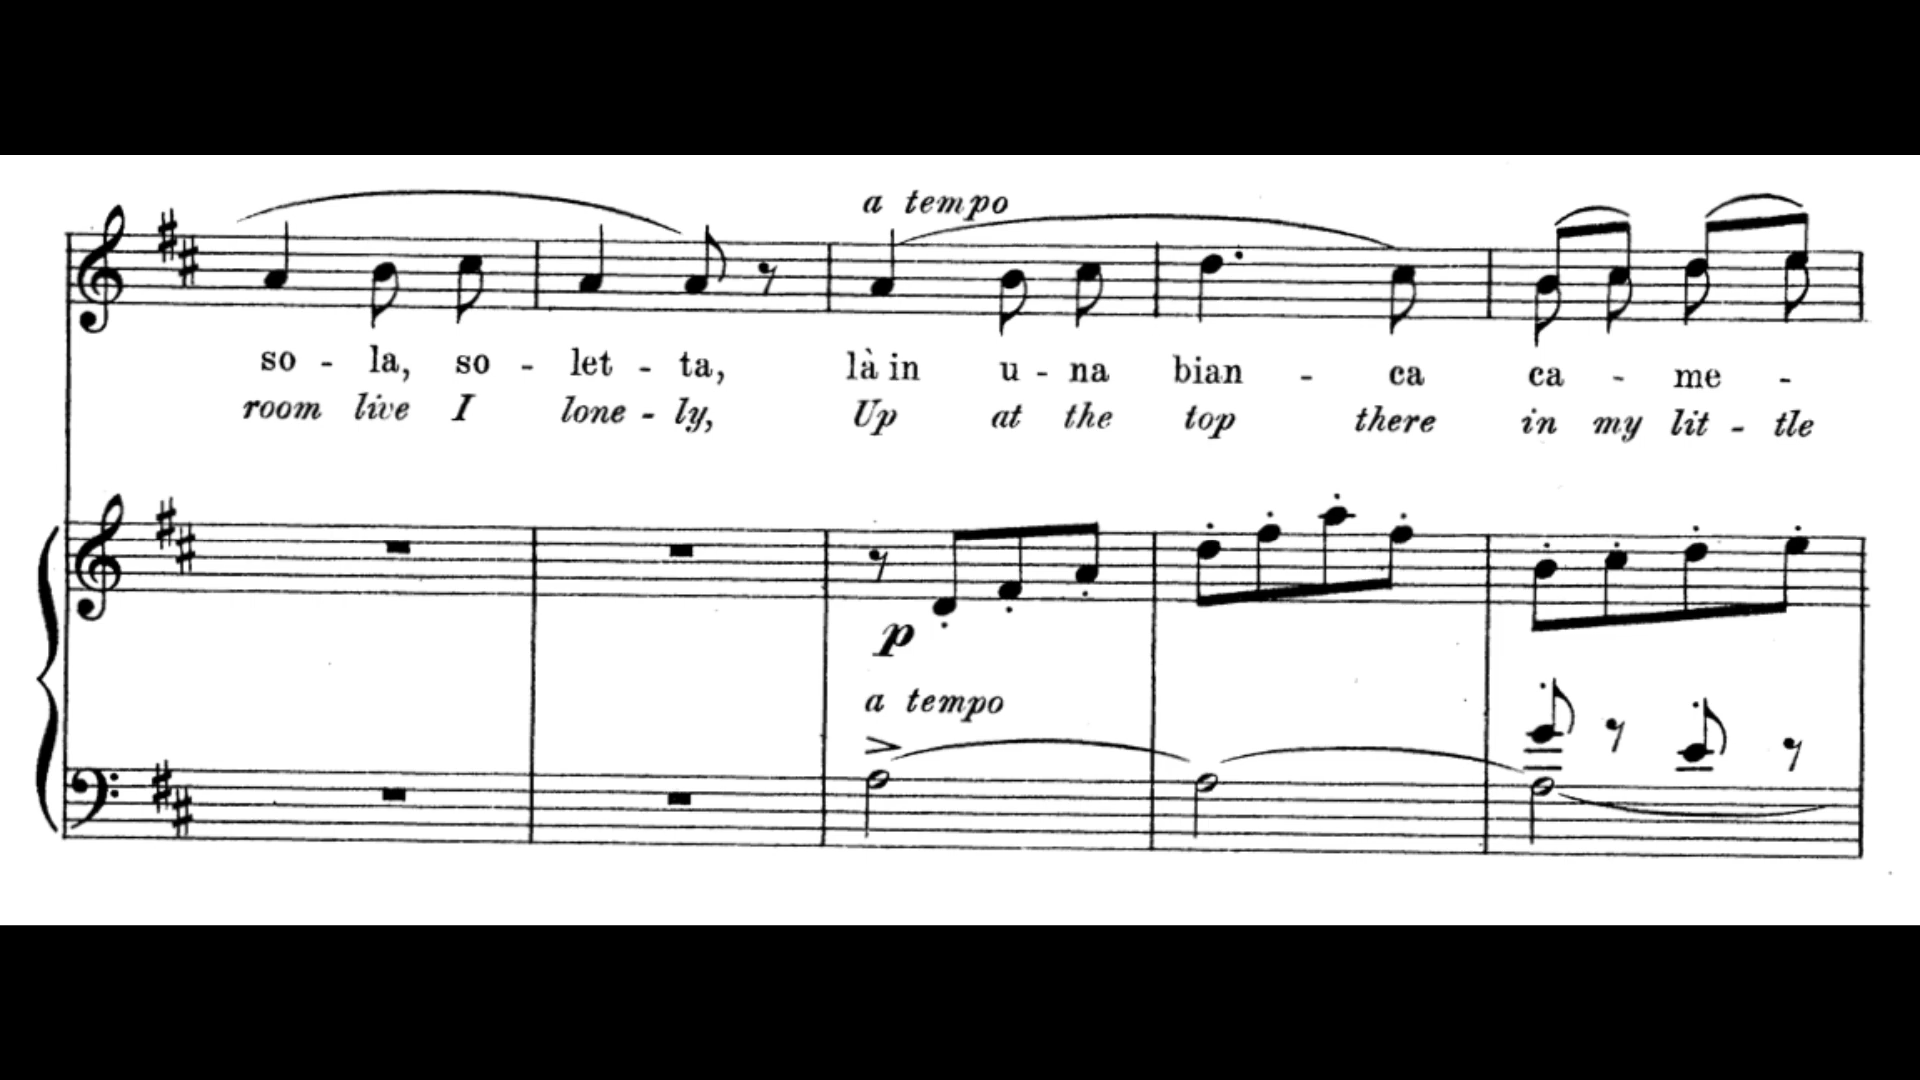 a tempo
so - la, so - let - ta, là in u - na bian - ca ca - me -
room live I lone - ly, Up at the top there in my lit - tle
p
a tempo